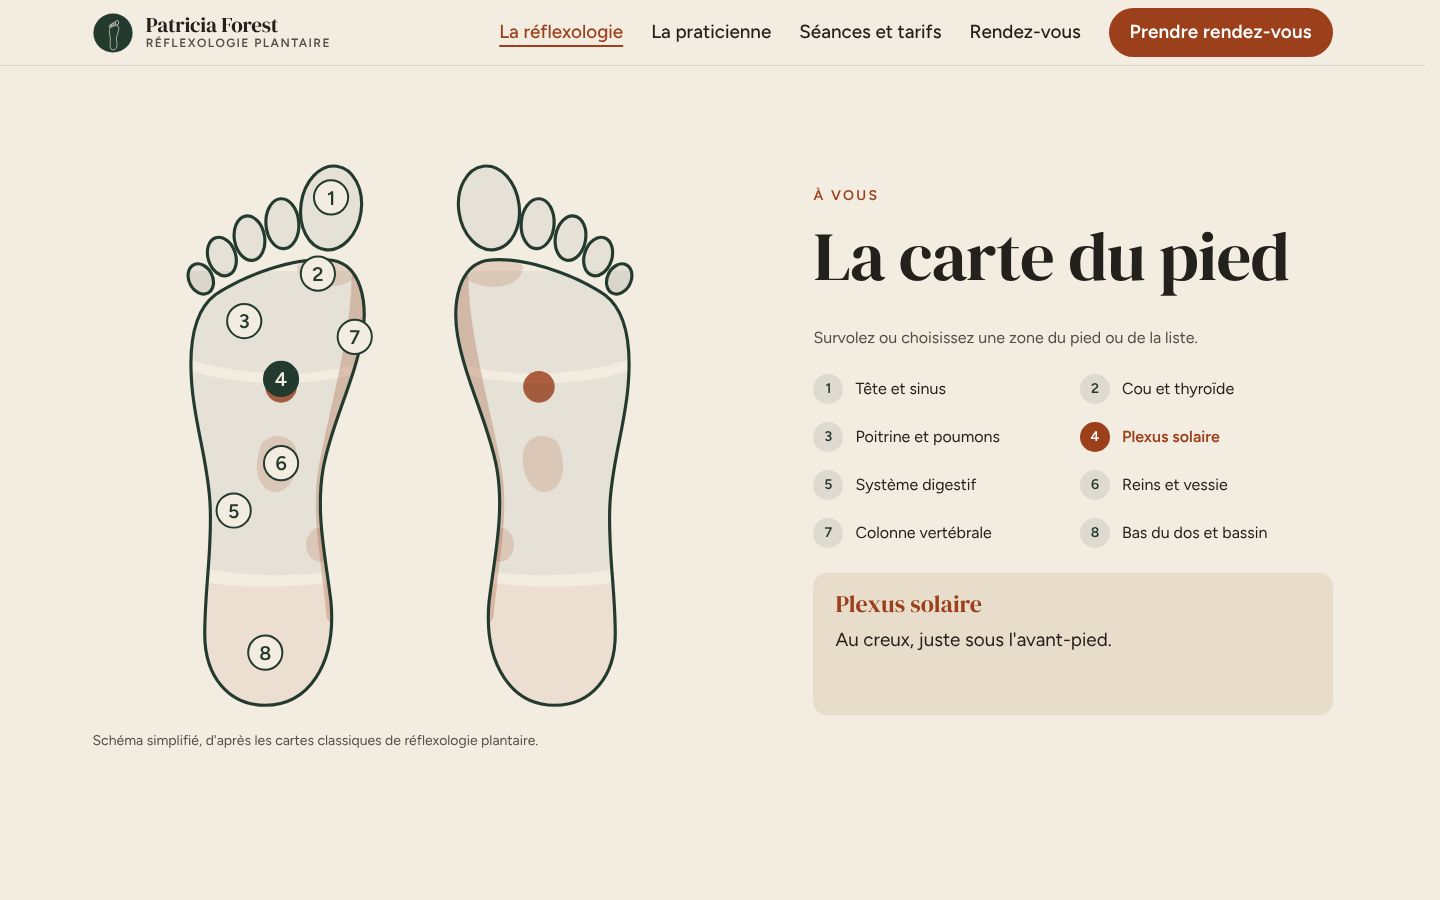 Patricia Forest
RÉFLEXOLOGIE PLANTAIRE
La réflexologie
La praticienne
Séances et tarifs
Rendez-vous
Prendre rendez-vous
1
2
3
7
4
6
5
8
Schéma simplifié, d'après les cartes classiques de réflexologie plantaire.
À VOUS
La carte du pied
Survolez ou choisissez une zone du pied ou de la liste.
1 Tête et sinus
2 Cou et thyroïde
3 Poitrine et poumons
4 Plexus solaire
5 Système digestif
6 Reins et vessie
7 Colonne vertébrale
8 Bas du dos et bassin
Plexus solaire
Au creux, juste sous l'avant-pied.